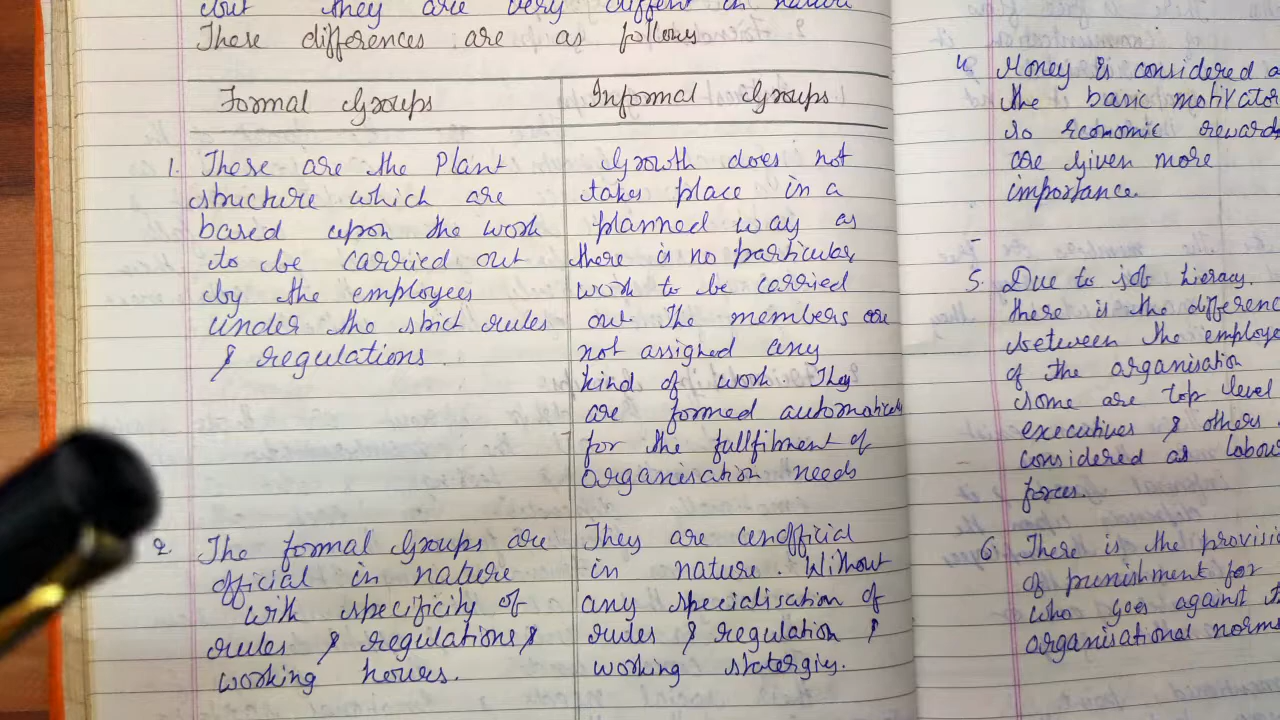 but they are very diffent in nature
These differences are as follows
Formal Groups
Informal Groups
1. These are the Plant
structure which are
based upon the work
to be carried out
by the employees
under the strict rules
& regulations.
Growth does not
takes place in a
planned way as
there is no particular,
work to be carried
out. The members are
not assigned any
kind of work. They
are formed automatically
for the fullfilment of
organisation needs
2. The formal Groups are
official in nature
with specificity of
rules & regulations &
working hours.
They are unofficial
in nature. Without
any specialisation of
rules & regulation &
working statergies.
4. Money is considered a
the basic motivator
so Economic rewards
are given more
importance.
5. Due to job hieracy.
there is the differenc
between the employe
of the organisation
some are top level
executives & others
considered as labou
forces.
6. There is the provisi
of punishment for
who goes against
organisational norms